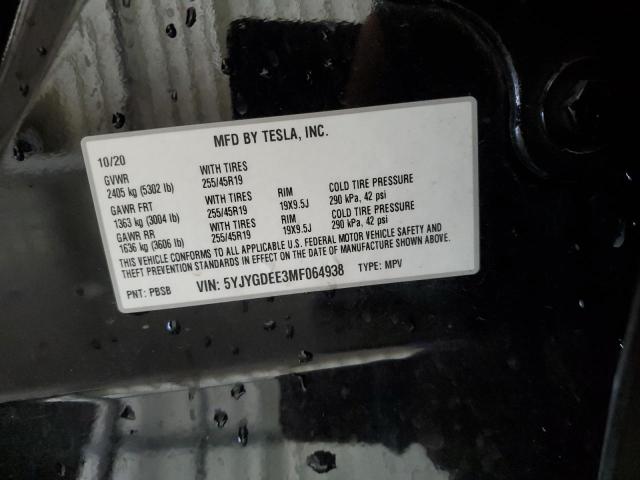 MFD BY TESLA, INC.
10/20
GVWR WITH TIRES
2405 kg (5302 lb) 255/45R19
GAWR FRT WITH TIRES RIM COLD TIRE PRESSURE
1363 kg (3004 lb) 255/45R19 19X9.5J 290 kPa, 42 psi
GAWR RR WITH TIRES RIM COLD TIRE PRESSURE
1636 kg (3606 lb) 255/45R19 19X9.5J 290 kPa, 42 psi
THIS VEHICLE CONFORMS TO ALL APPLICABLE U.S. FEDERAL MOTOR VEHICLE SAFETY AND
THEFT PREVENTION STANDARDS IN EFFECT ON THE DATE OF MANUFACTURE SHOWN ABOVE.
PNT: PBSB VIN: 5YJYGDEE3MF064938 TYPE: MPV